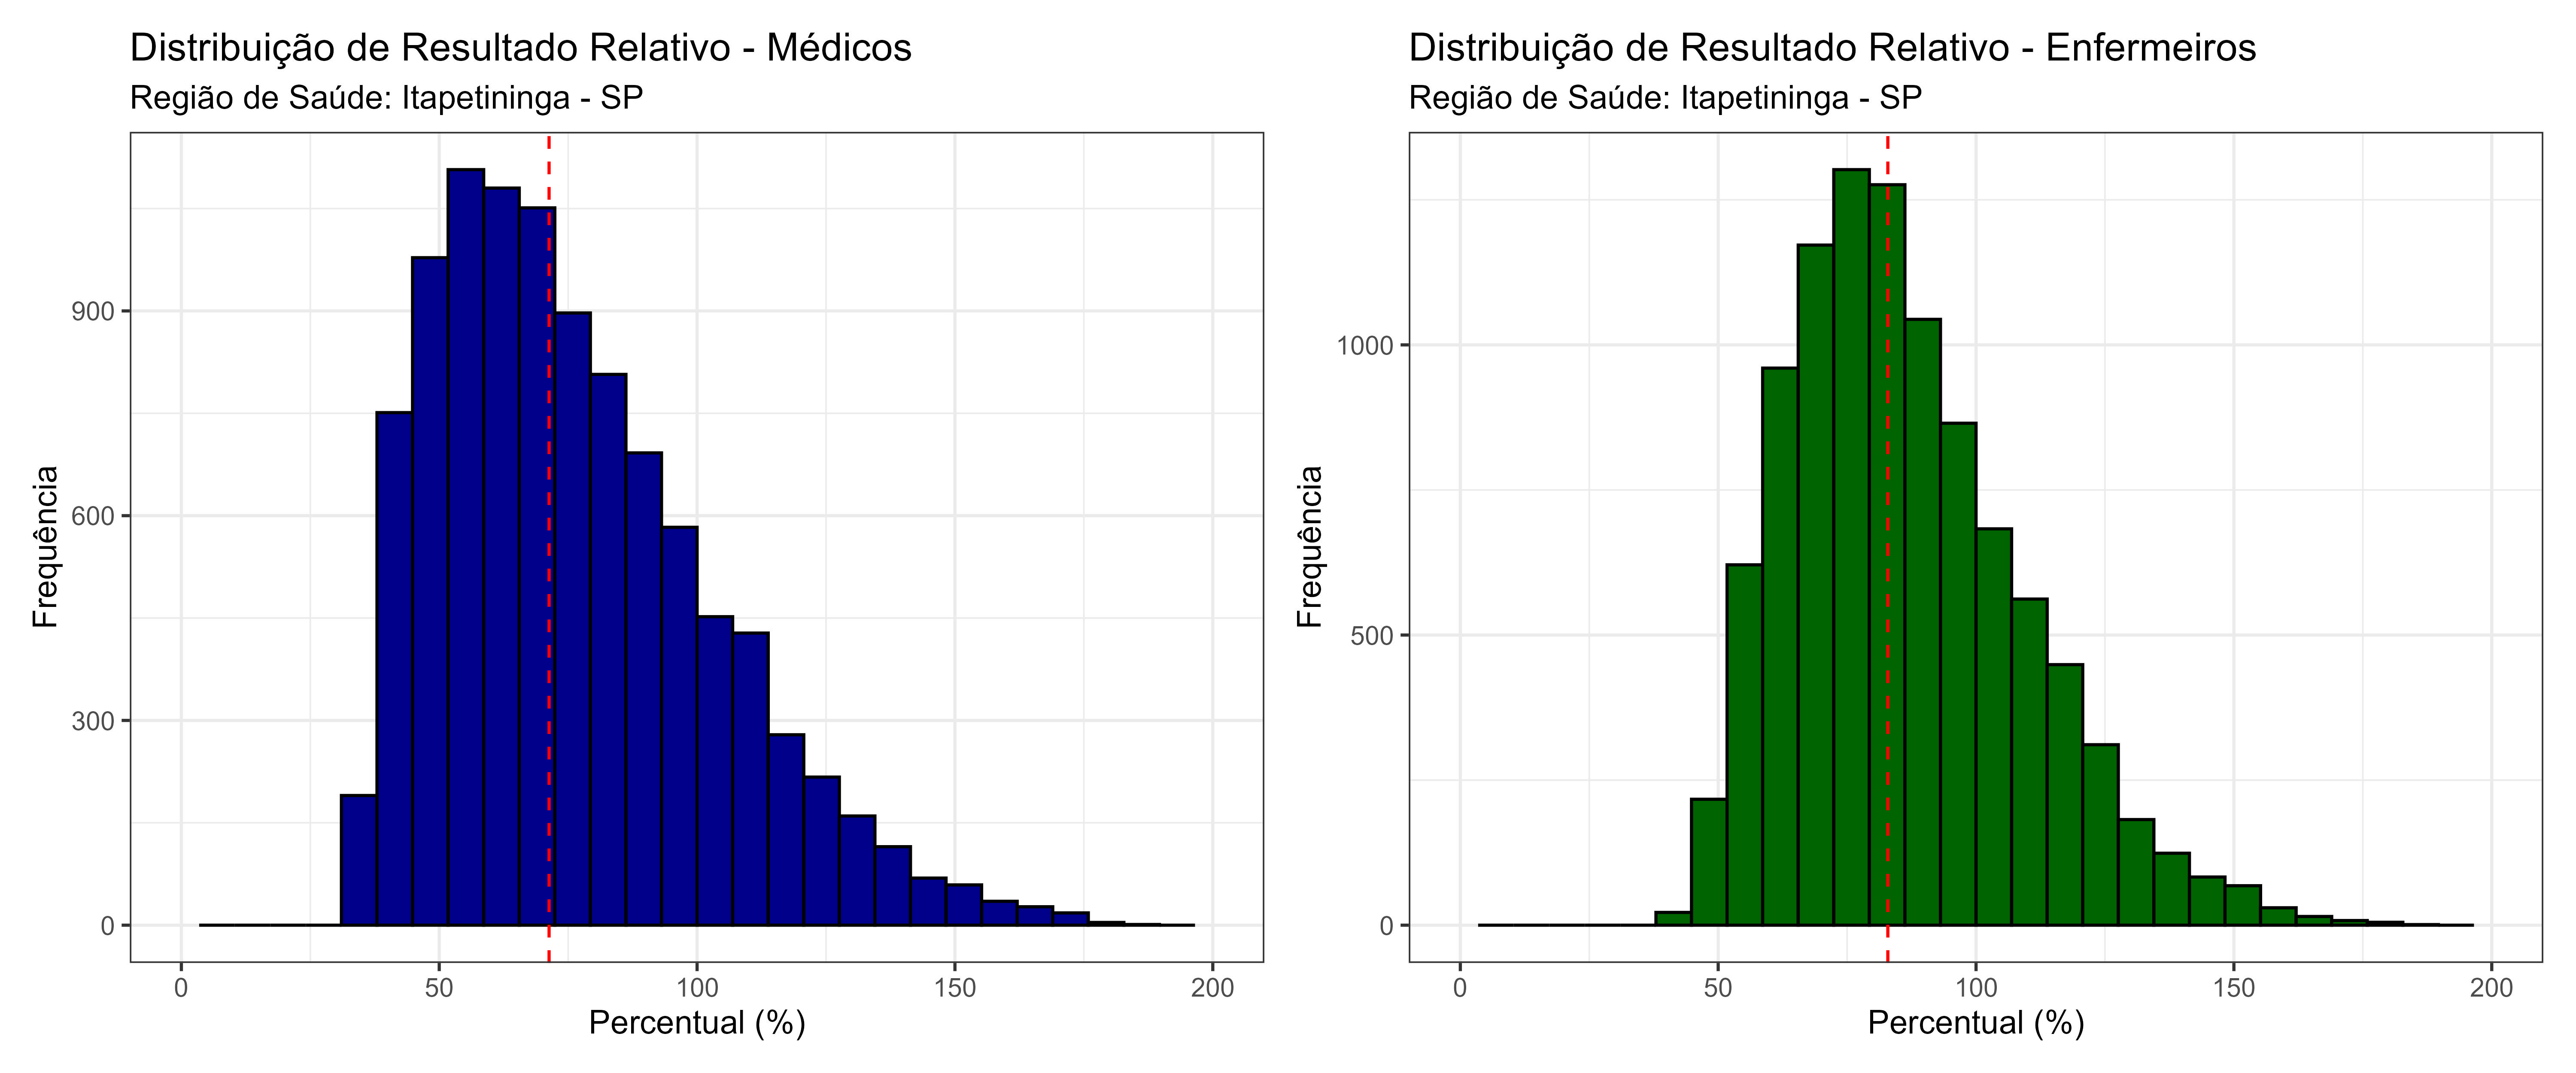 Distribuição de Resultado Relativo - Médicos
Região de Saúde: Itapetininga - SP
Frequência
900
600
300
0
0 50 100 150 200
Percentual (%)
Distribuição de Resultado Relativo - Enfermeiros
Região de Saúde: Itapetininga - SP
Frequência
1000
500
0
0 50 100 150 200
Percentual (%)